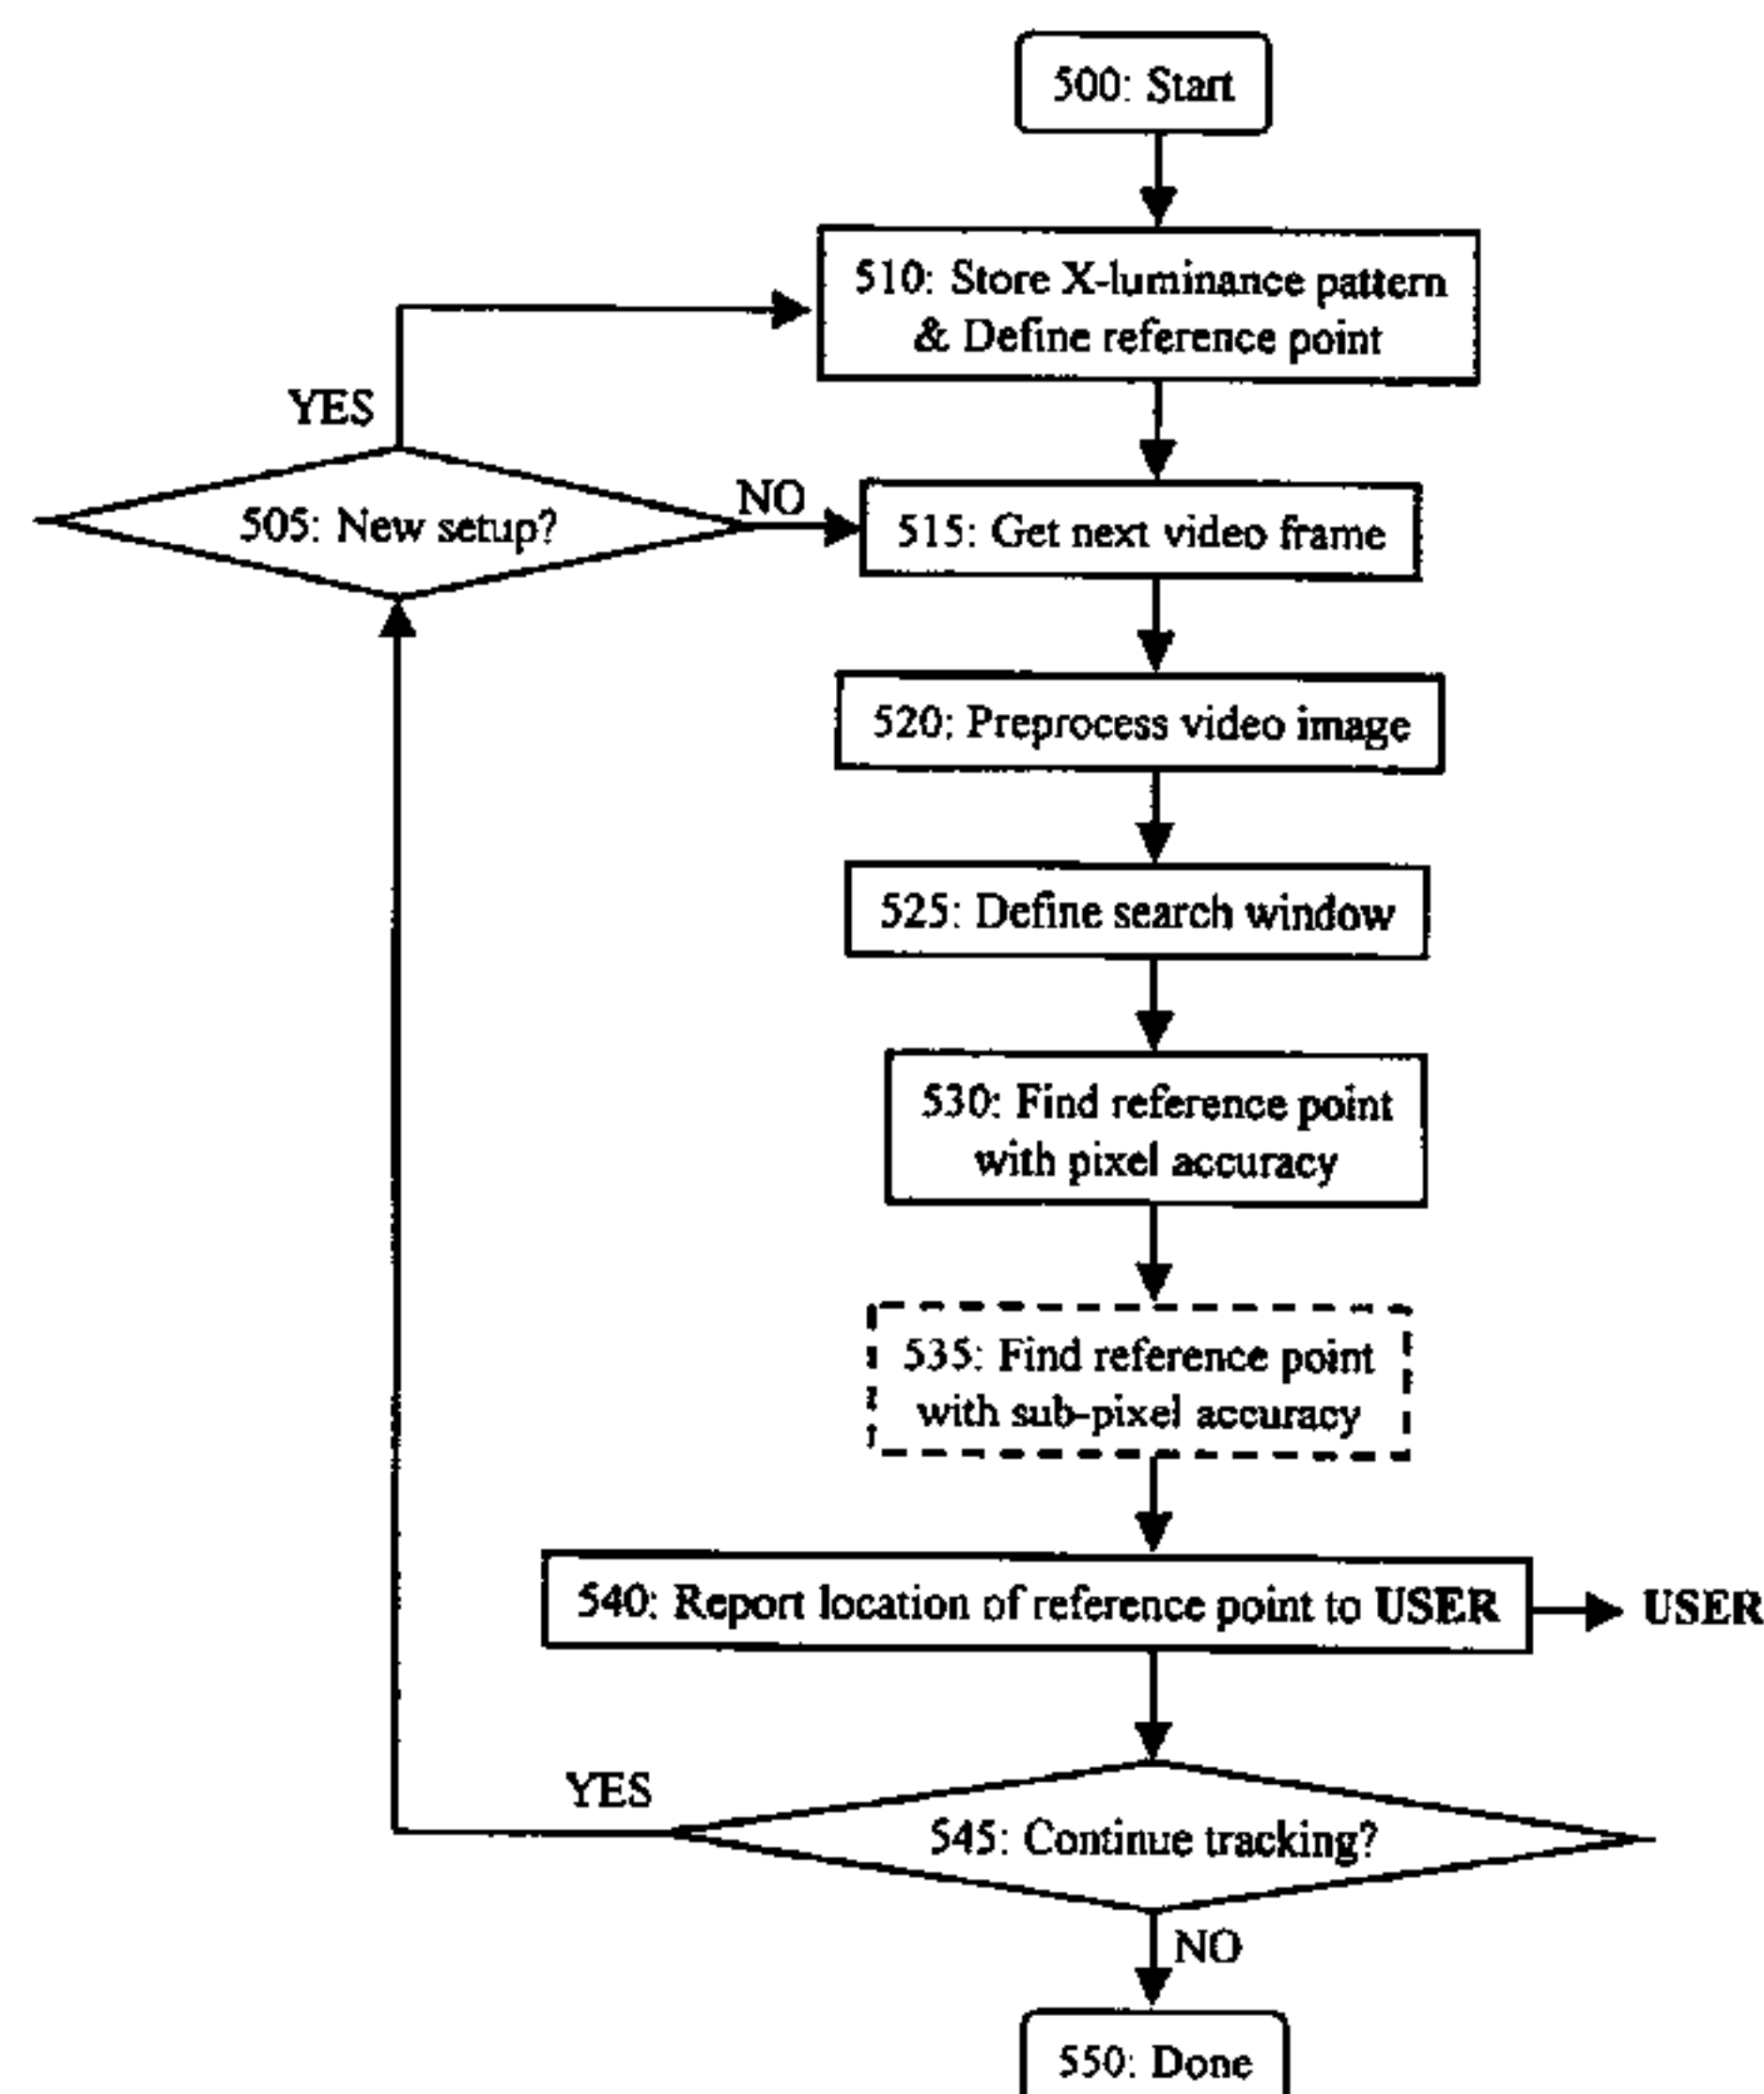 500: Start
510: Store X-luminance pattern
& Define reference point
YES
505: New setup?
NO
515: Get next video frame
520: Preprocess video image
525: Define search window
530: Find reference point
with pixel accuracy
535: Find reference point
with sub-pixel accuracy
540: Report location of reference point to USER
USER
YES
545: Continue tracking?
NO
550: Done